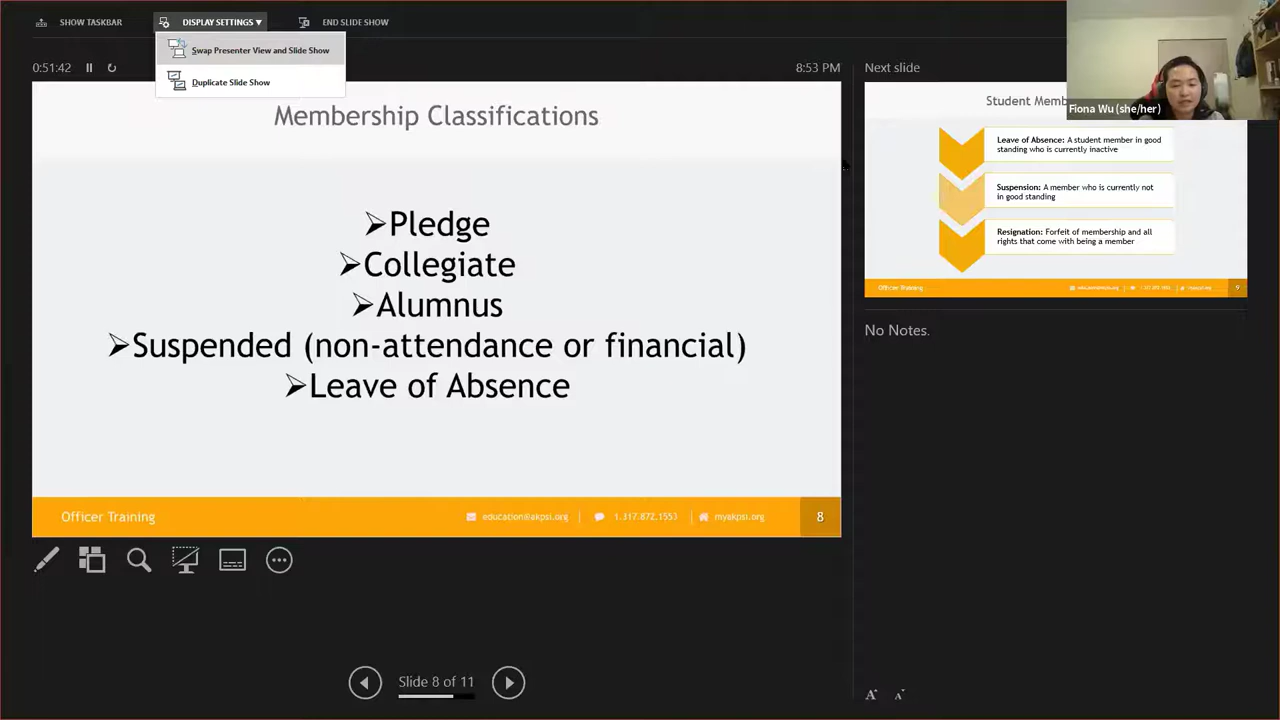 SHOW TASKBAR
DISPLAY SETTINGS ▼
END SLIDE SHOW
Swap Presenter View and Slide Show
Duplicate Slide Show
0:51:42
8:53 PM
Membership Classifications
➢Pledge
➢Collegiate
➢Alumnus
➢Suspended (non-attendance or financial)
➢Leave of Absence
Officer Training
education@akpsi.org
1.317.872.1553
myakpsi.org
8
Slide 8 of 11
Next slide
Fiona Wu (she/her)
Student Mem
Leave of Absence: A student member in good
standing who is currently inactive
Suspension: A member who is currently not
in good standing
Resignation: Forfeit of membership and all
rights that come with being a member
Officer Training
education@akpsi.org
1.317.872.1553
myakpsi.org
9
No Notes.